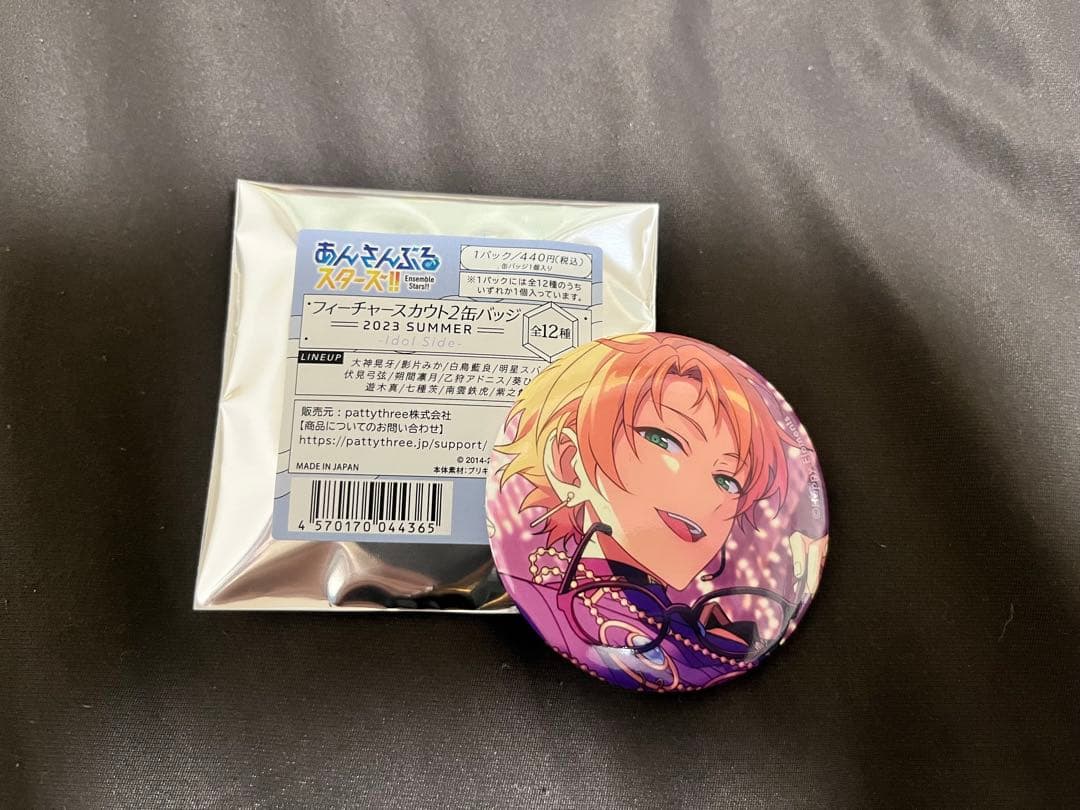 あんさんぶる
スターズ!!
Ensemble
Stars!!
1パック/440円(税込)
缶バッジ1個入り
※1パックには全12種のうち
いずれか1個入っています。
フィーチャースカウト2缶バッジ
2023 SUMMER
-Idol Side-
全12種
LINEUP
大神晃牙/影片みか/白鳥藍良/明星スバ
伏見弓弦/朔間凛月/乙狩アドニス/葵ひ
遊木真/七種茨/南雲鉄虎/紫之
販売元：pattythree株式会社
【商品についてのお問い合わせ】
https://pattythree.jp/support/
© 2014-2
MADE IN JAPAN
本体素材：ブリキ
4 570170 044365